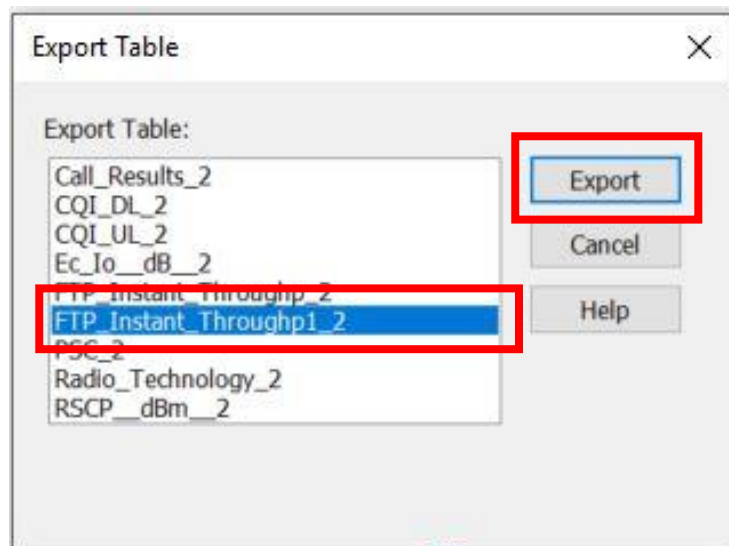 Export Table
Export Table:
Call_Results_2
CQI_DL_2
CQI_UL_2
Ec_Io__dB__2
FTP_Instant_Throughp_2
FTP_Instant_Throughp1_2
PSC_2
Radio_Technology_2
RSCP__dBm__2
Export
Cancel
Help